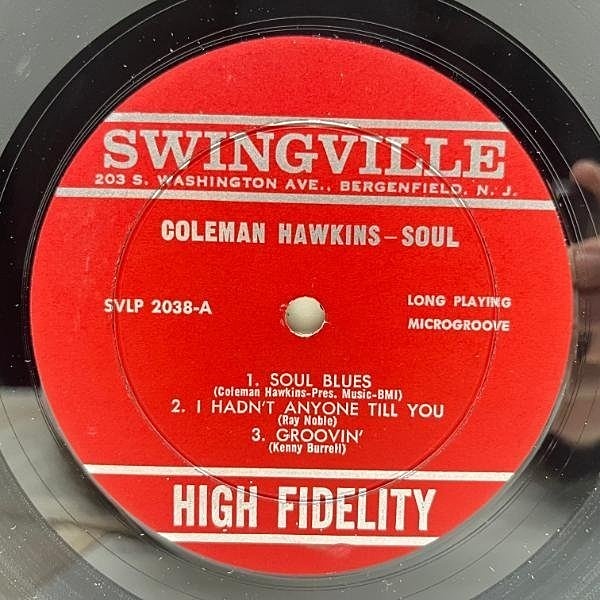 SWINGVILLE
203 S. WASHINGTON AVE., BERGENFIELD, N. J.
COLEMAN HAWKINS – SOUL
SVLP 2038-A
LONG PLAYING
MICROGROOVE
1. SOUL BLUES
(Coleman Hawkins-Pres. Music-BMI)
2. I HADN'T ANYONE TILL YOU
(Ray Noble)
3. GROOVIN'
(Kenny Burrell)
HIGH FIDELITY